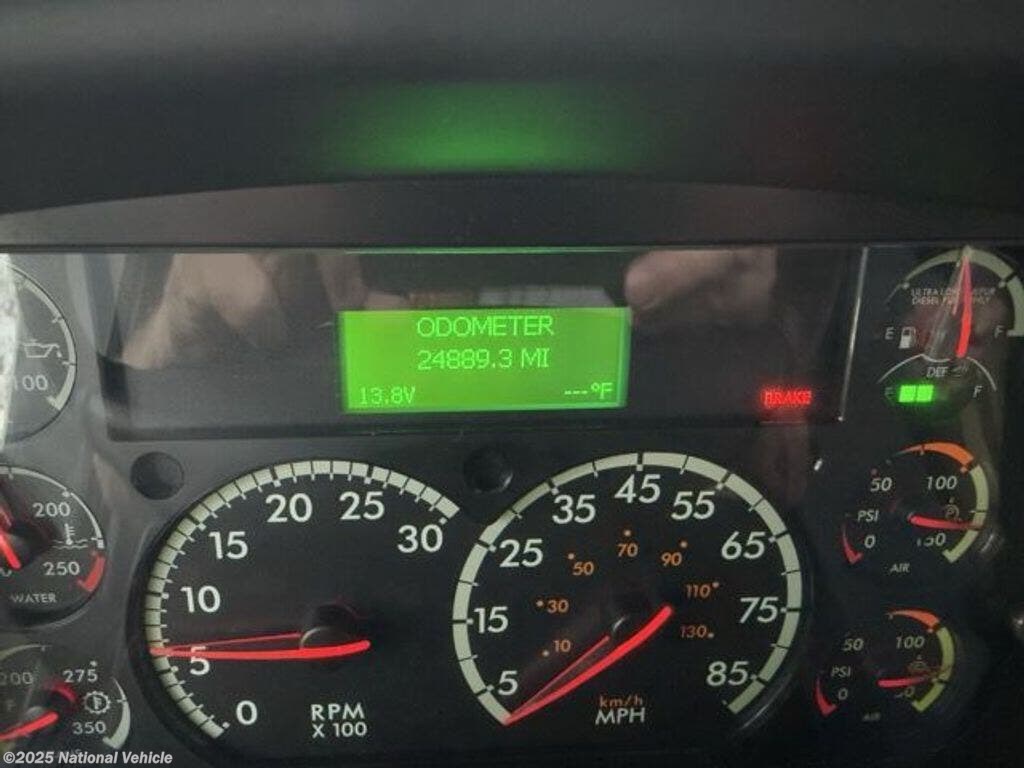 ODOMETER
24889.3 MI
13.8V ---°F
BRAKE
DIESEL FUEL ONLY
E F
DEF
E F
100
200
250
WATER
200 275
F
350
0 5 10 15 20 25 30
RPM
X 100
5 15 25 35 45 55 65 75 85
10 30 50 70 90 110 130
km/h
MPH
50 100
PSI
0 150
AIR
50 100
PSI
0
AIR
©2025 National Vehicle